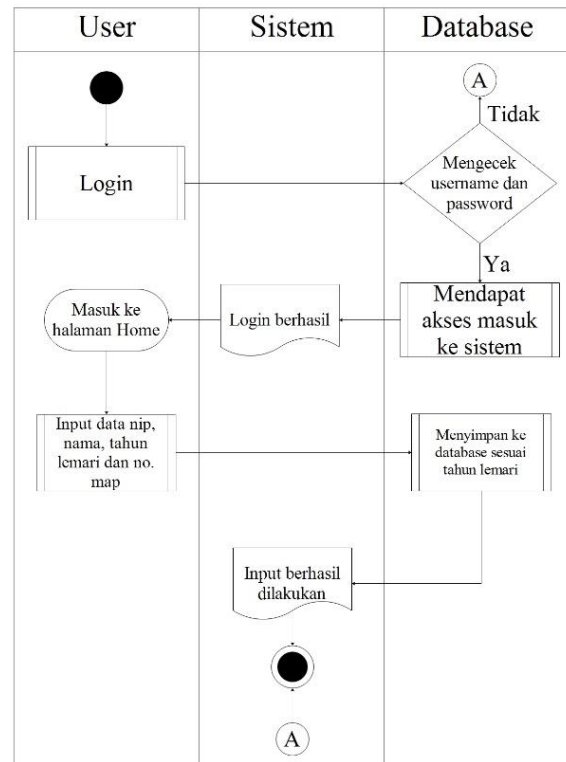 User
Sistem
Database
A
Tidak
Login
Mengecek
username dan
password
Ya
Masuk ke
halaman Home
Login berhasil
Mendapat
akses masuk
ke sistem
Input data nip,
nama, tahun
lemari dan no.
map
Menyimpan ke
database sesuai
tahun lemari
Input berhasil
dilakukan
A